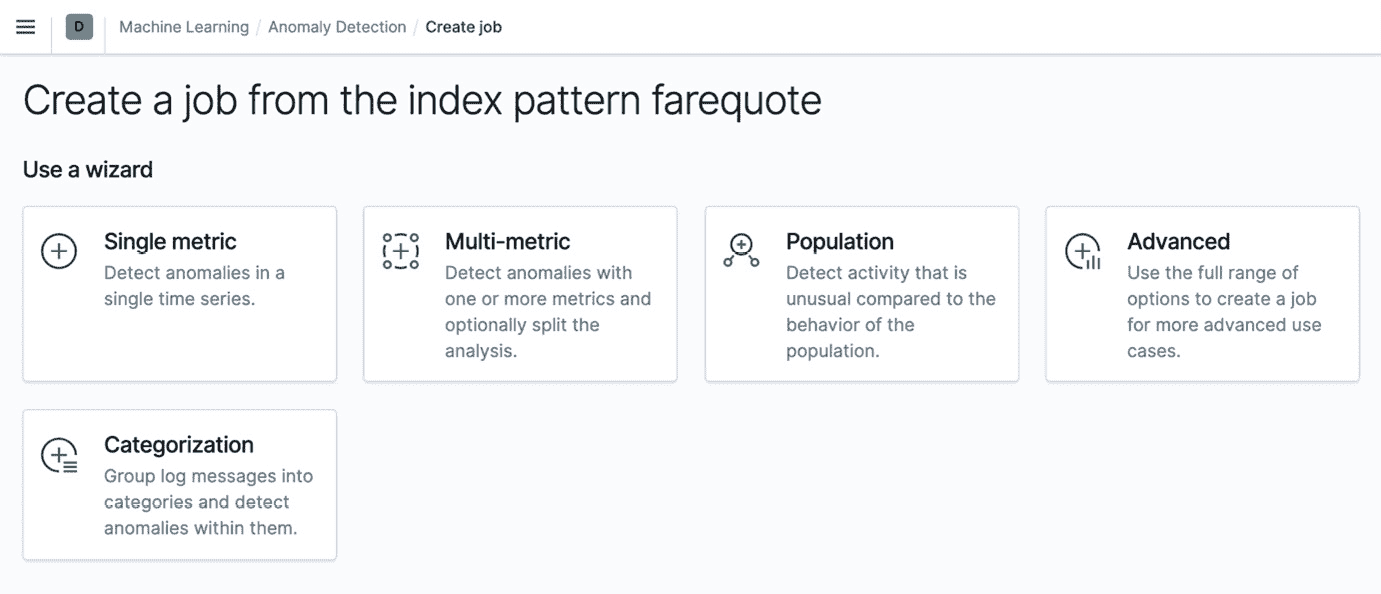 D
Machine Learning / Anomaly Detection / Create job
Create a job from the index pattern farequote
Use a wizard
Single metric
Detect anomalies in a
single time series.
Multi-metric
Detect anomalies with
one or more metrics and
optionally split the
analysis.
Population
Detect activity that is
unusual compared to the
behavior of the
population.
Advanced
Use the full range of
options to create a job
for more advanced use
cases.
Categorization
Group log messages into
categories and detect
anomalies within them.